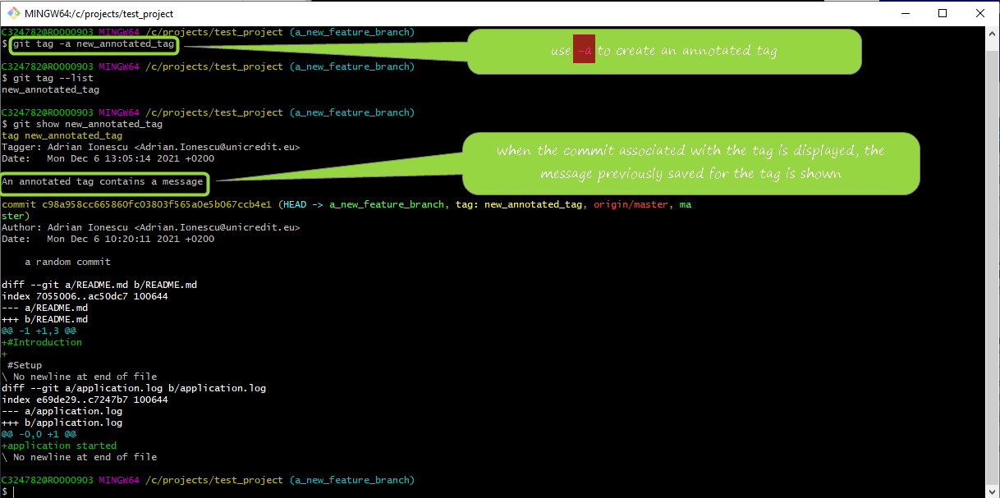 MINGW64:/c/projects/test_project
C324782@R0000903 MINGW64 /c/projects/test_project (a_new_feature_branch)
$ git tag -a new_annotated_tag
use -a to create an annotated tag
C324782@R0000903 MINGW64 /c/projects/test_project (a_new_feature_branch)
$ git tag --list
new_annotated_tag
C324782@R0000903 MINGW64 /c/projects/test_project (a_new_feature_branch)
$ git show new_annotated_tag
tag new_annotated_tag
Tagger: Adrian Ionescu <Adrian.Ionescu@unicredit.eu>
Date:   Mon Dec 6 13:05:14 2021 +0200
when the commit associated with the tag is displayed, the
message previously saved for the tag is shown
An annotated tag contains a message
commit c98a958cc665860fc03803f565a0e5b067ccb4e1 (HEAD -> a_new_feature_branch, tag: new_annotated_tag, origin/master, ma
ster)
Author: Adrian Ionescu <Adrian.Ionescu@unicredit.eu>
Date:   Mon Dec 6 10:20:11 2021 +0200
    a random commit
diff --git a/README.md b/README.md
index 7055006..ac50dc7 100644
--- a/README.md
+++ b/README.md
@@ -1 +1,3 @@
+#Introduction
+
 #Setup
\ No newline at end of file
diff --git a/application.log b/application.log
index e69de29..c7247b7 100644
--- a/application.log
+++ b/application.log
@@ -0,0 +1 @@
+application started
\ No newline at end of file
C324782@R0000903 MINGW64 /c/projects/test_project (a_new_feature_branch)
$